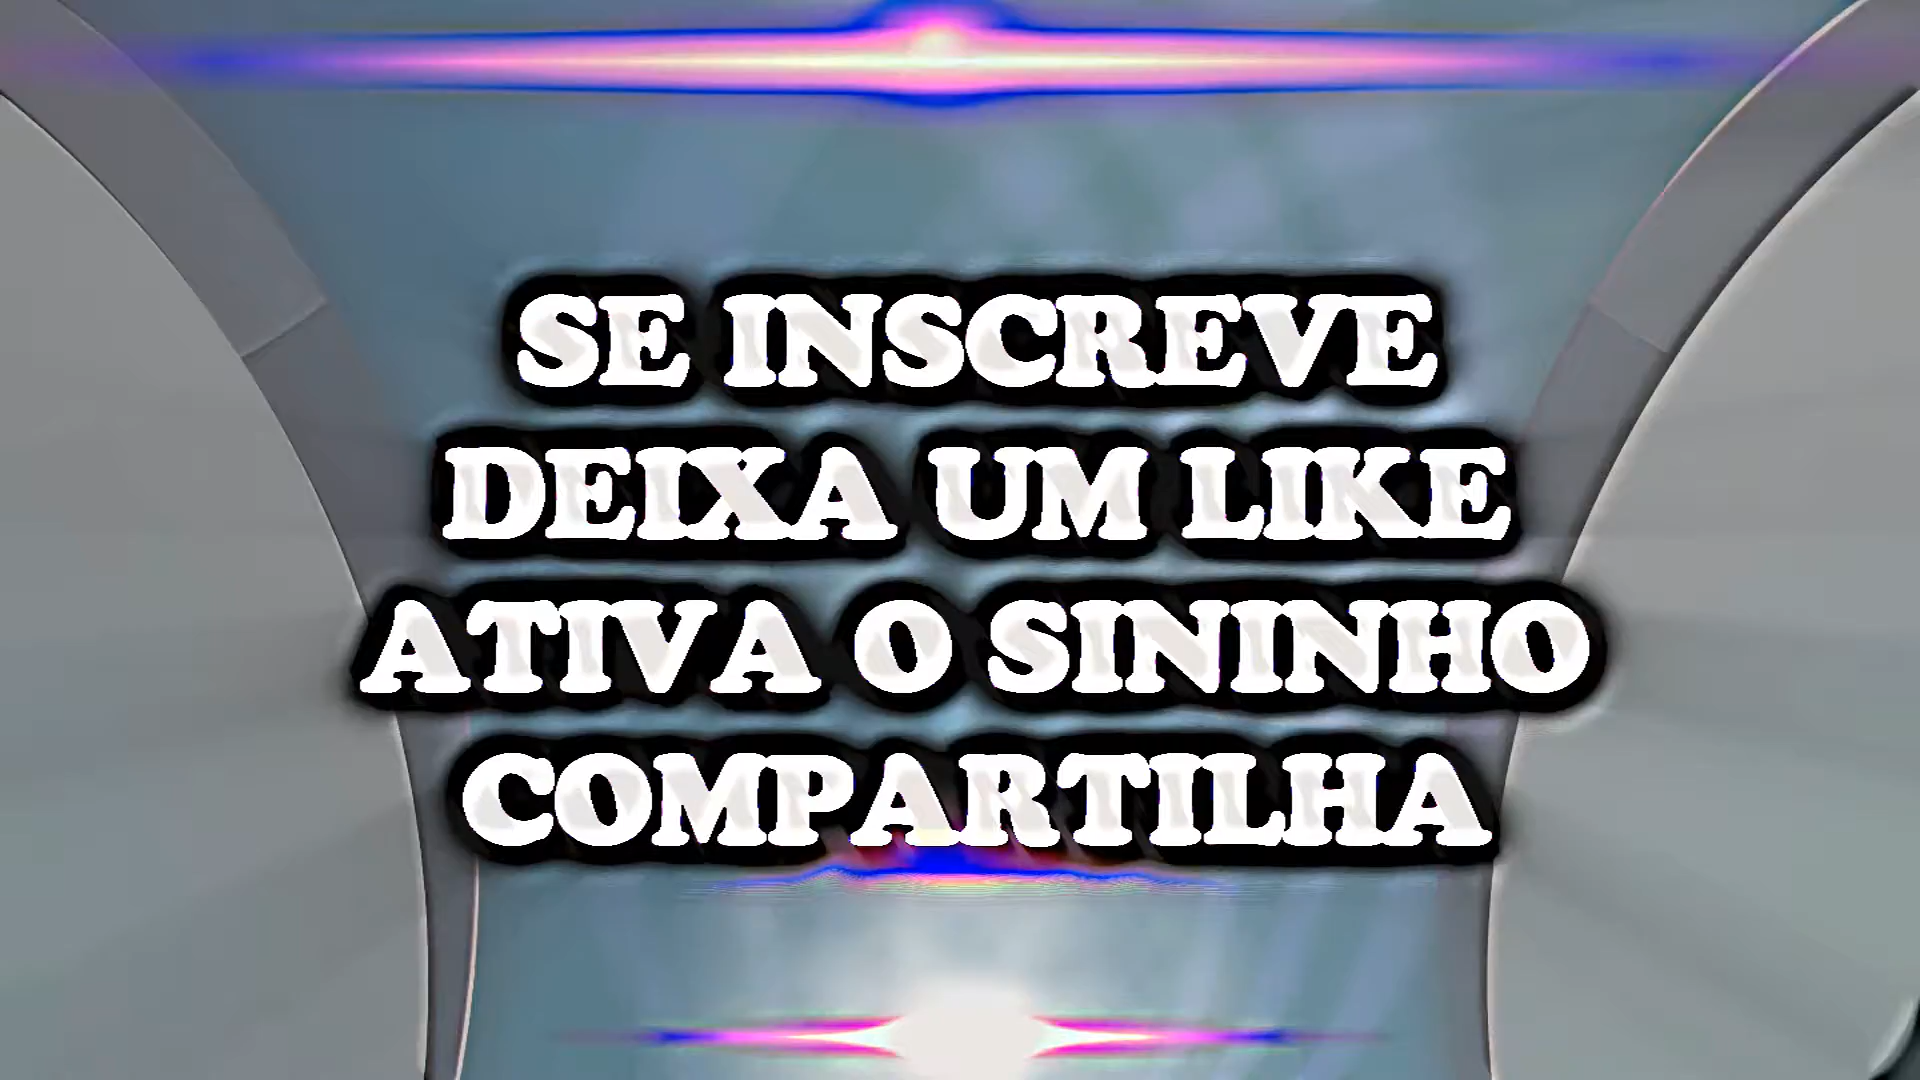 SE INSCREVE
DEIXA UM LIKE
ATIVA O SININHO
COMPARTILHA